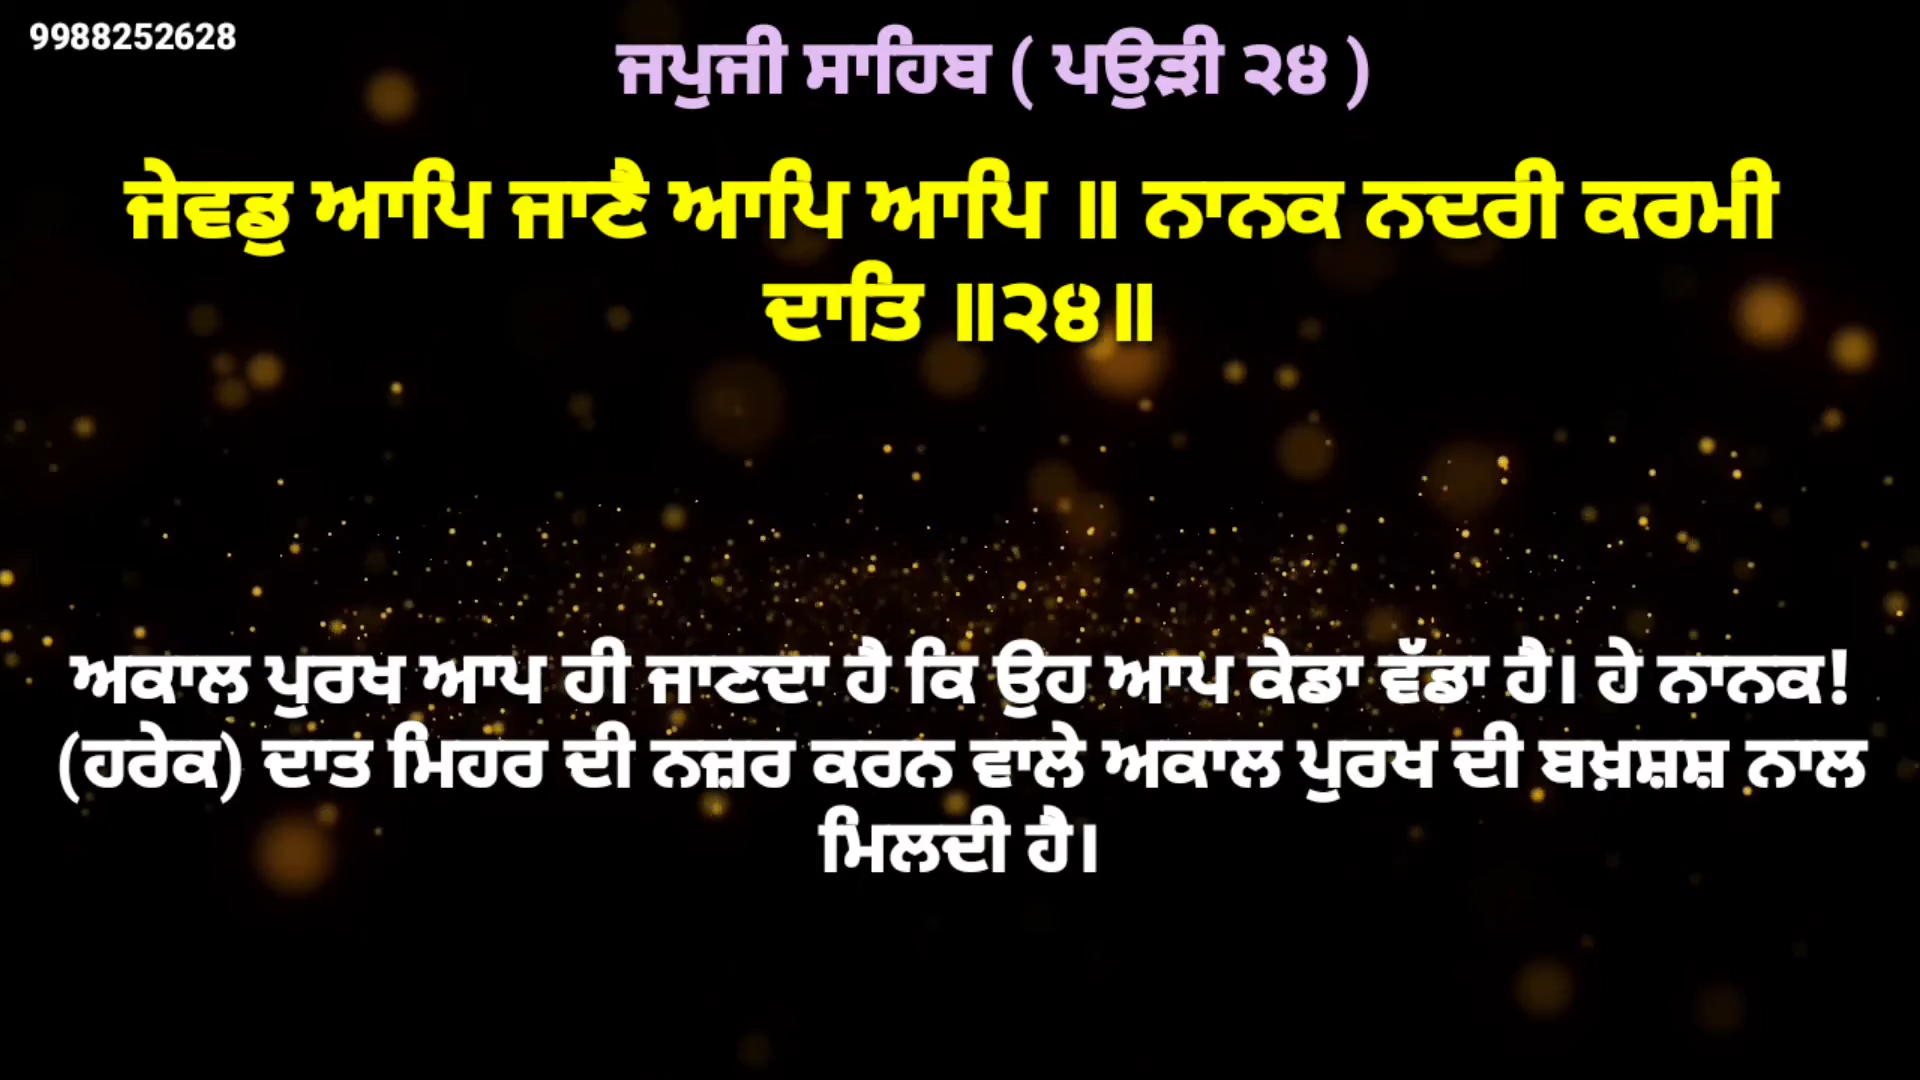 9988252628
ਜਪੁਜੀ ਸਾਹਿਬ ( ਪਉੜੀ ੨੪ )
ਜੇਵਡੁ ਆਪਿ ਜਾਣੈ ਆਪਿ ਆਪਿ ॥ ਨਾਨਕ ਨਦਰੀ ਕਰਮੀ
ਦਾਤਿ ॥੨੪॥
ਅਕਾਲ ਪੁਰਖ ਆਪ ਹੀ ਜਾਣਦਾ ਹੈ ਕਿ ਉਹ ਆਪ ਕੇਡਾ ਵੱਡਾ ਹੈ। ਹੇ ਨਾਨਕ!
(ਹਰੇਕ) ਦਾਤ ਮਿਹਰ ਦੀ ਨਜ਼ਰ ਕਰਨ ਵਾਲੇ ਅਕਾਲ ਪੁਰਖ ਦੀ ਬਖ਼ਸ਼ਸ਼ ਨਾਲ
ਮਿਲਦੀ ਹੈ।